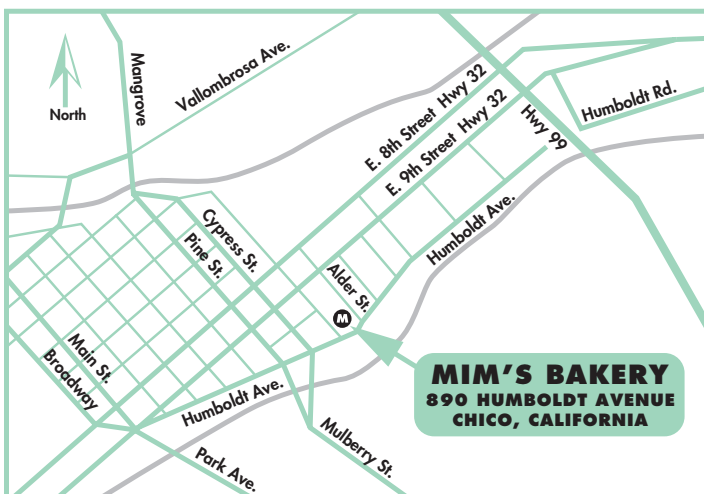 North
Mangrove
Vallombrosa Ave.
E. 8th Street Hwy 32
E. 9th Street Hwy 32
Hwy 99
Humboldt Rd.
Cypress St.
Pine St.
Humboldt Ave.
Alder St.
M
Main St.
Broadway
Humboldt Ave.
Park Ave.
Mulberry St.
MIM'S BAKERY
890 HUMBOLDT AVENUE
CHICO, CALIFORNIA